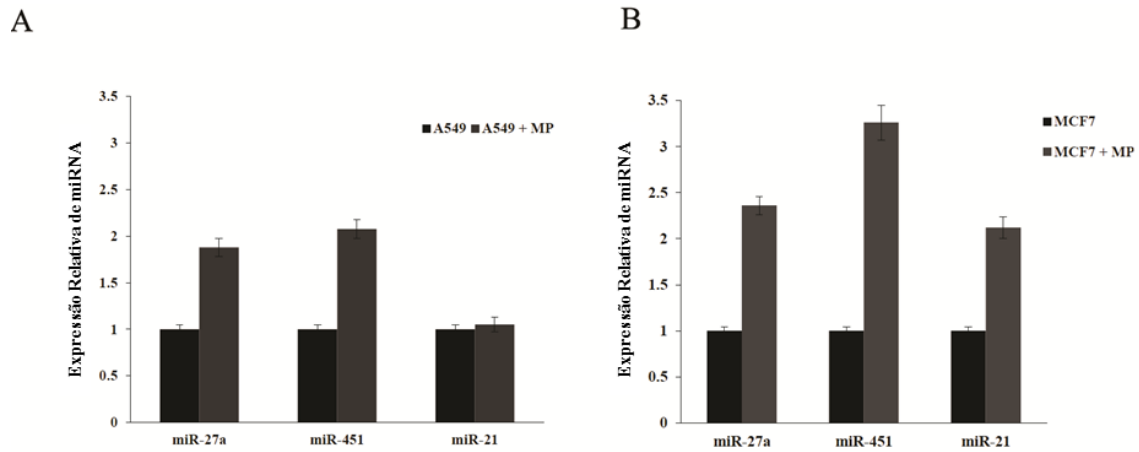 A
Expressão Relativa de miRNA
3.5
3
2.5
2
1.5
1
0.5
0
A549 A549 + MP
miR-27a miR-451 miR-21
B
Expressão Relativa de miRNA
3.5
3
2.5
2
1.5
1
0.5
0
MCF7
MCF7 + MP
miR-27a miR-451 miR-21